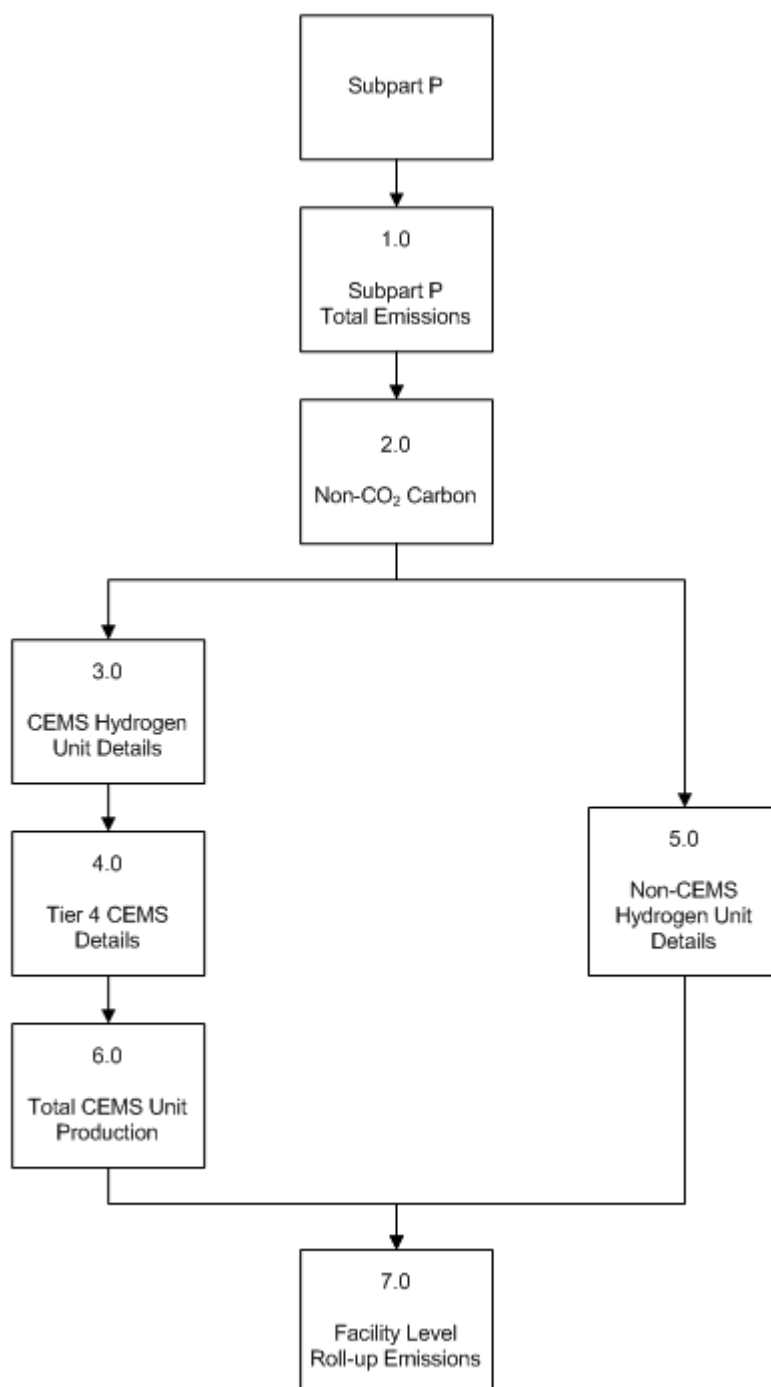 Subpart P
1.0
Subpart P
Total Emissions
2.0
Non-CO₂ Carbon
3.0
CEMS Hydrogen
Unit Details
4.0
Tier 4 CEMS
Details
5.0
Non-CEMS
Hydrogen Unit
Details
6.0
Total CEMS Unit
Production
7.0
Facility Level
Roll-up Emissions